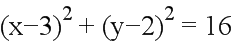 (x−3)² + (y−2)² = 16